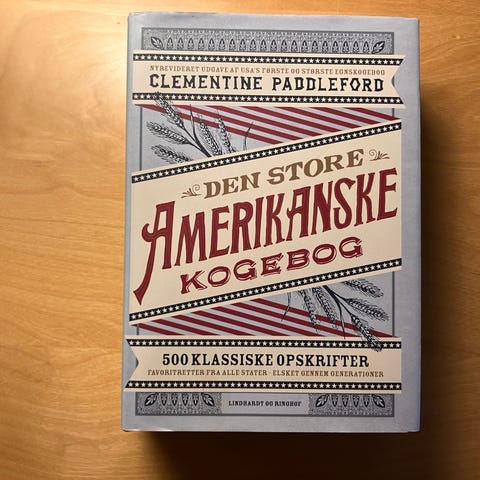 NYREVIDERET UDGAVE AF USA'S FØRSTE OG STØRSTE EGNSKOGEBOG
CLEMENTINE PADDLEFORD
DEN STORE
AMERIKANSKE
KOGEBOG
500 KLASSISKE OPSKRIFTER
FAVORITRETTER FRA ALLE STATER · ELSKET GENNEM GENERATIONER
LINDHARDT OG RINGHOF